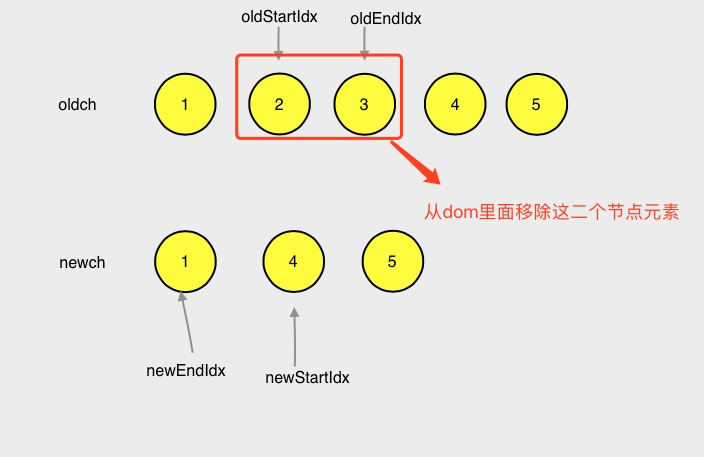 oldStartIdx oldEndIdx
oldch 1 2 3 4 5
从dom里面移除这二个节点元素
newch 1 4 5
newEndIdx newStartIdx